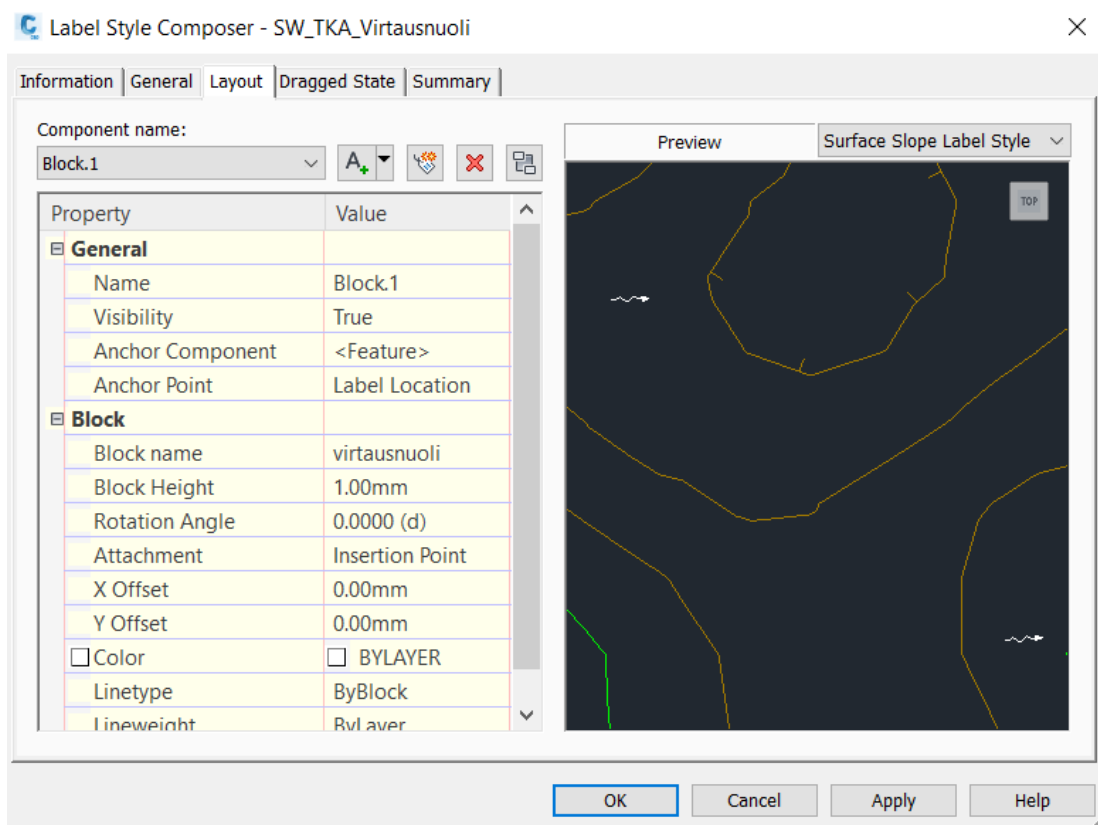 Label Style Composer - SW_TKA_Virtausnuoli
Information General Layout Dragged State Summary
Component name:
Block.1
Preview Surface Slope Label Style
TOP
Property Value
General
Name Block.1
Visibility True
Anchor Component <Feature>
Anchor Point Label Location
Block
Block name virtausnuoli
Block Height 1.00mm
Rotation Angle 0.0000 (d)
Attachment Insertion Point
X Offset 0.00mm
Y Offset 0.00mm
Color BYLAYER
Linetype ByBlock
Lineweight ByLayer
OK Cancel Apply Help